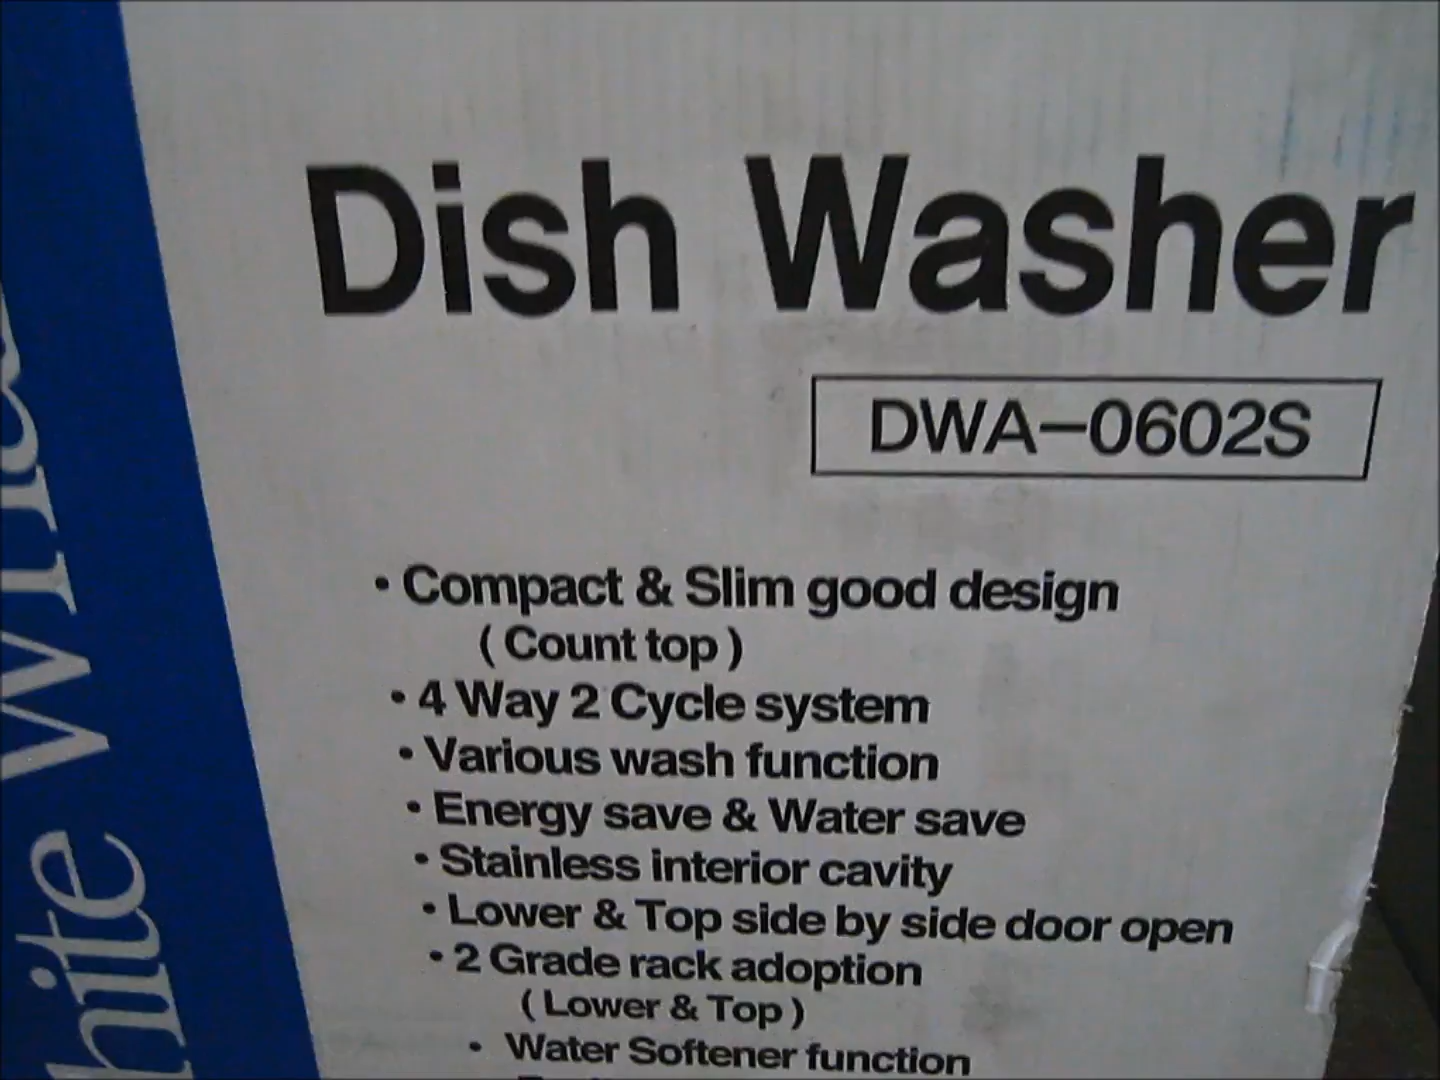 Dish Washer
DWA-0602S
• Compact & Slim good design
( Count top )
• 4 Way 2 Cycle system
• Various wash function
• Energy save & Water save
• Stainless interior cavity
• Lower & Top side by side door open
• 2 Grade rack adoption
( Lower & Top )
• Water Softener function